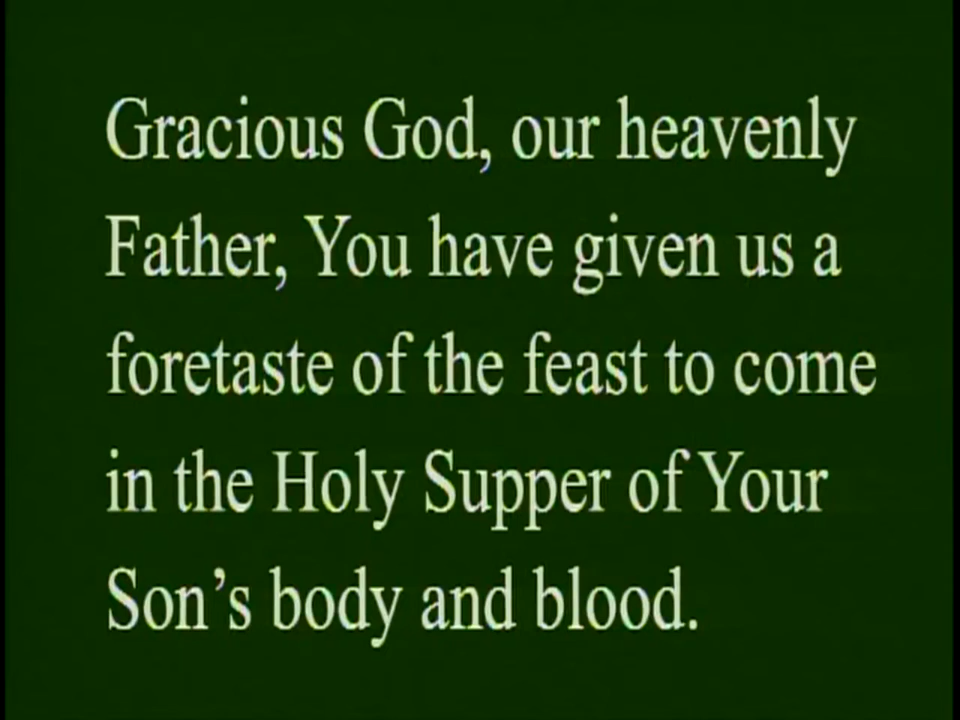 Gracious God, our heavenly
Father, You have given us a
foretaste of the feast to come
in the Holy Supper of Your
Son’s body and blood.